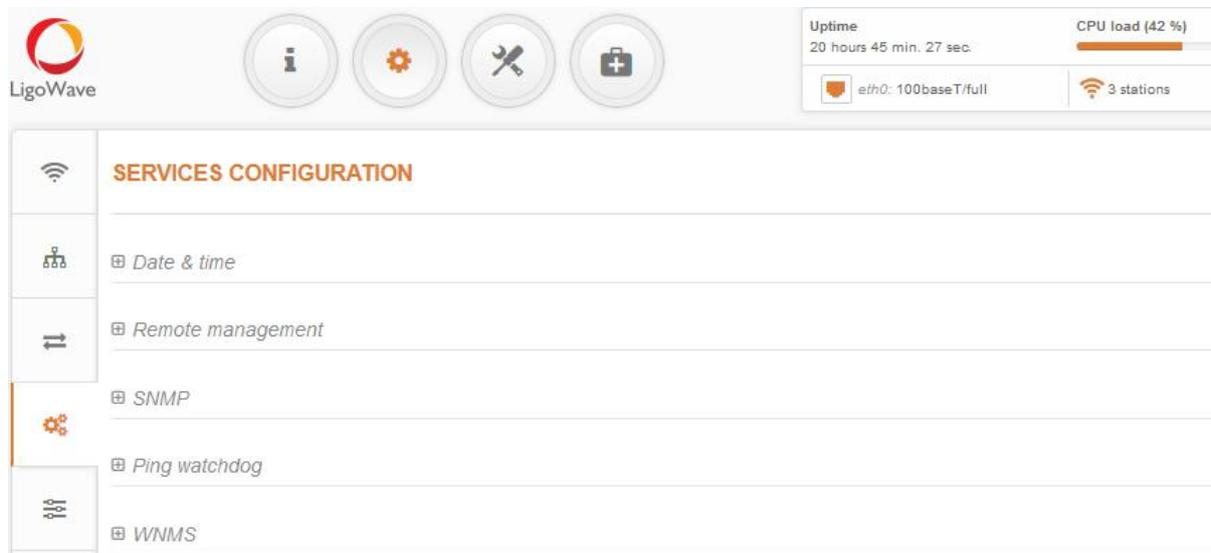 LigoWave
Uptime
20 hours 45 min. 27 sec.
CPU load (42 %)
eth0: 100baseT/full
3 stations
SERVICES CONFIGURATION
Date & time
Remote management
SNMP
Ping watchdog
WNMS